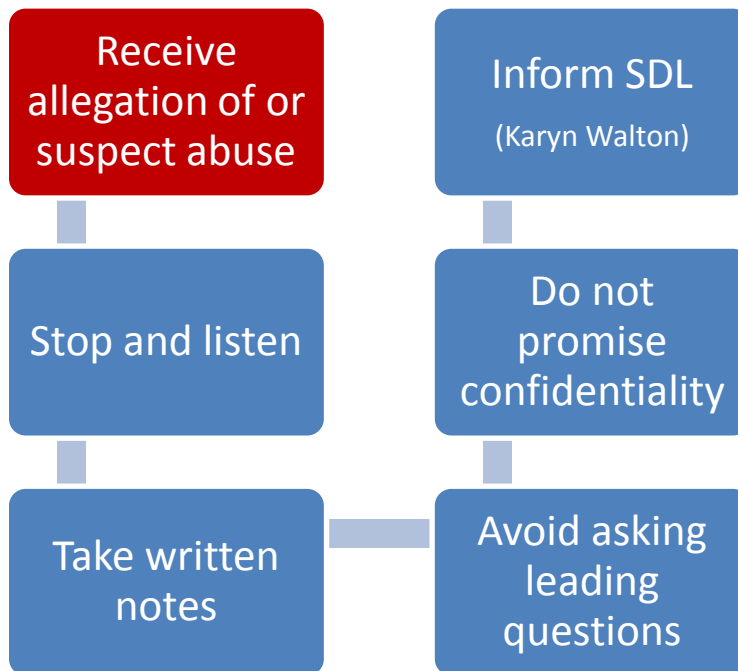 Receive
allegation of or
suspect abuse
Stop and listen
Take written
notes
Avoid asking
leading
questions
Do not
promise
confidentiality
Inform SDL
(Karyn Walton)